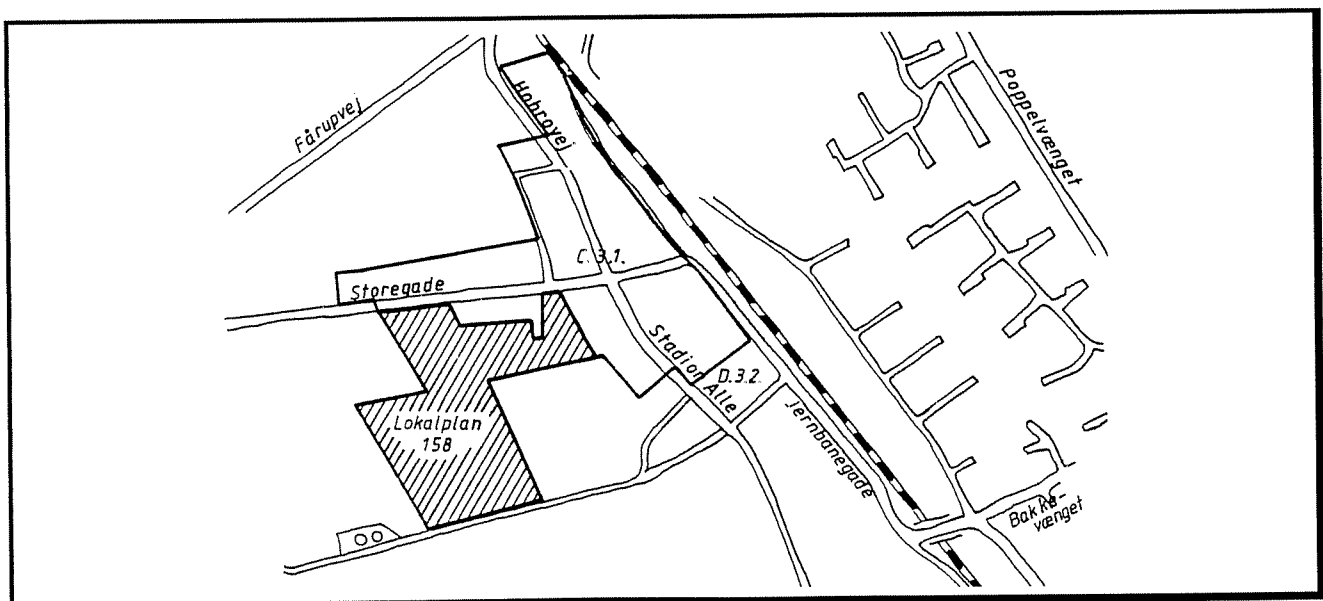 Fårupvej
Hobrovej
Poppelvænget
C.3.1.
Storegade
Stadion Alle
D.3.2.
Lokalplan
158
Jernbanegade
Bakke-
vænget